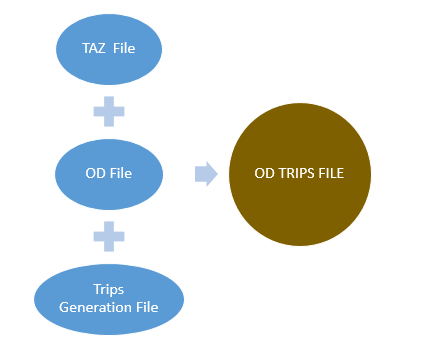 TAZ File
OD File
OD TRIPS FILE
Trips
Generation File